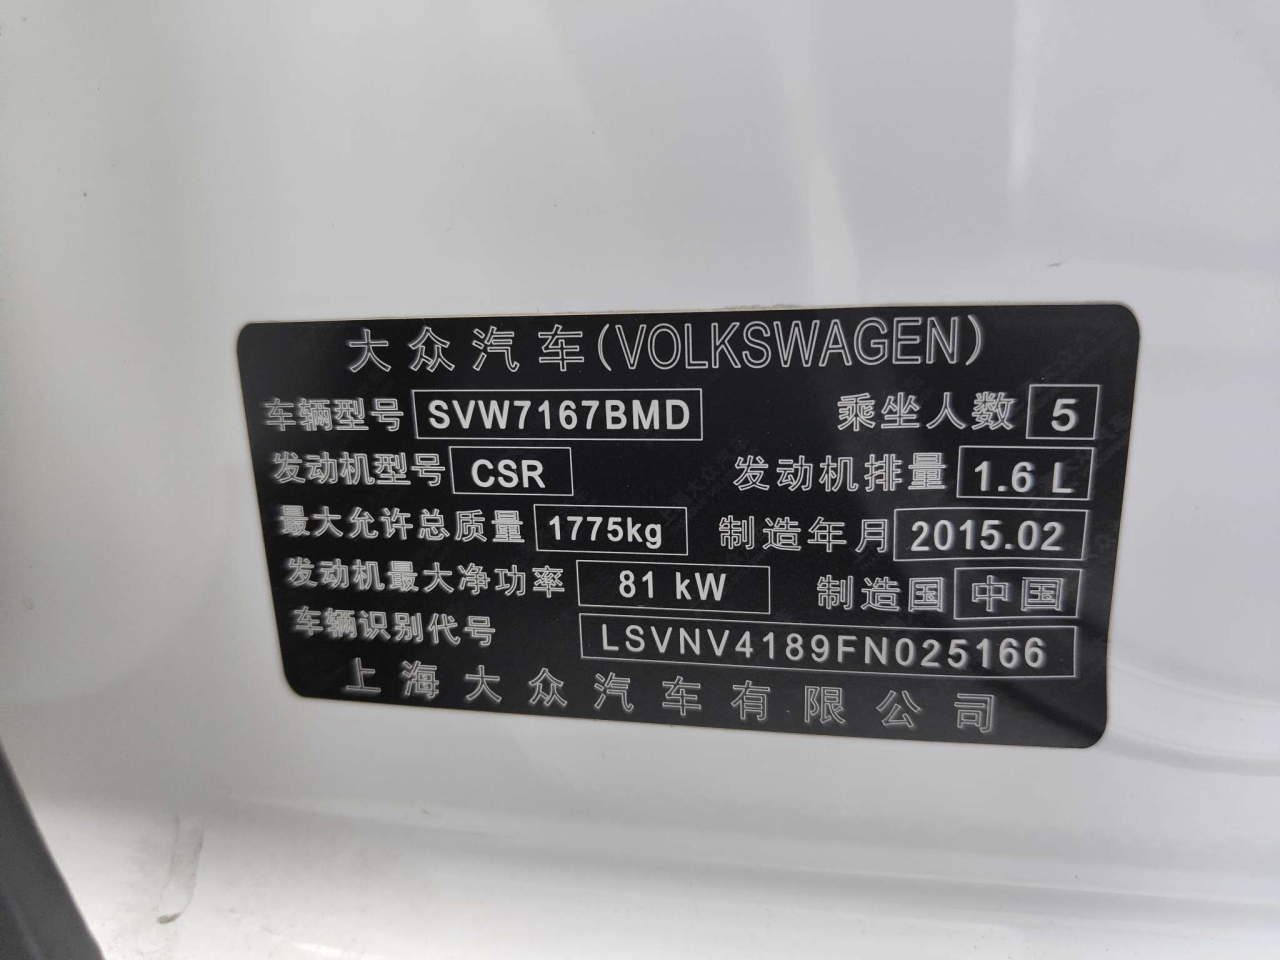 大众汽车(VOLKSWAGEN)
车辆型号 SVW7167BMD 乘坐人数 5
发动机型号 CSR 发动机排量 1.6 L
最大允许总质量 1775kg 制造年月 2015.02
发动机最大净功率 81 kW 制造国 中国
车辆识别代号 LSVNV4189FN025166
上海大众汽车有限公司